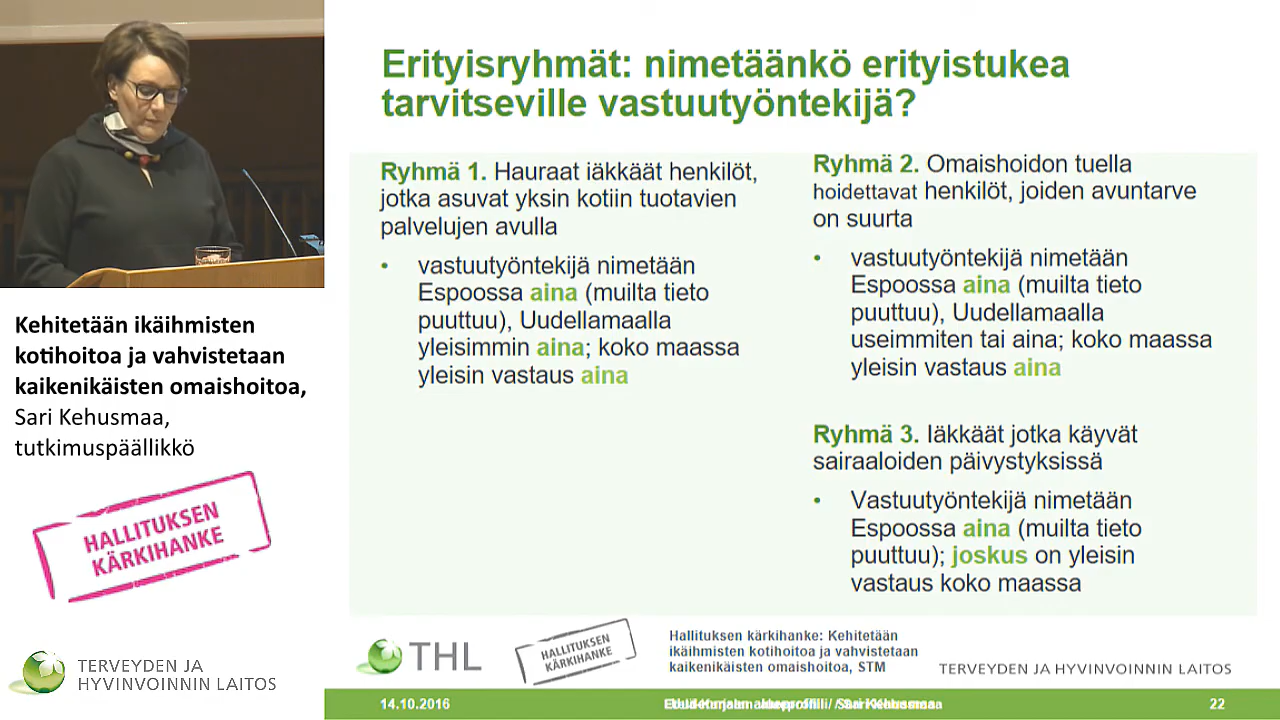 Erityisryhmät: nimetäänkö erityistukea
tarvitseville vastuutyöntekijä?
Ryhmä 1. Hauraat iäkkäät henkilöt,
jotka asuvat yksin kotiin tuotavien
palvelujen avulla
• vastuutyöntekijä nimetään
Espoossa aina (muilta tieto
puuttuu), Uudellamaalla
yleisimmin aina; koko maassa
yleisin vastaus aina
Ryhmä 2. Omaishoidon tuella
hoidettavat henkilöt, joiden avuntarve
on suurta
• vastuutyöntekijä nimetään
Espoossa aina (muilta tieto
puuttuu), Uudellamaalla
useimmiten tai aina; koko maassa
yleisin vastaus aina
Ryhmä 3. Iäkkäät jotka käyvät
sairaaloiden päivystyksissä
• Vastuutyöntekijä nimetään
Espoossa aina (muilta tieto
puuttuu); joskus on yleisin
vastaus koko maassa
Kehitetään ikäihmisten
kotihoitoa ja vahvistetaan
kaikenikäisten omaishoitoa,
Sari Kehusmaa,
tutkimuspäällikkö
HALLITUKSEN
KÄRKIHANKE
TERVEYDEN JA
HYVINVOINNIN LAITOS
THL
HALLITUKSEN
KÄRKIHANKE
Hallituksen kärkihanke: Kehitetään
ikäihmisten kotihoitoa ja vahvistetaan
kaikenikäisten omaishoitoa, STM
TERVEYDEN JA HYVINVOINNIN LAITOS
14.10.2016
/ Sari Kehusmaa
22